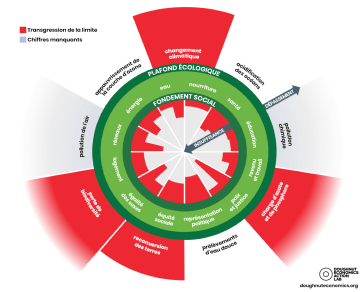 Transgression de la limite
Chiffres manquants
changement
climatique
appauvrissement de
la couche d'ozone
acidification
des océans
PLAFOND ÉCOLOGIQUE
eau
nourriture
énergie
santé
FONDEMENT SOCIAL
DÉPASSEMENT
pollution de l'air
réseaux
éducation
pollution
chimique
INSUFFISANCE
logement
revenu et travail
perte de
biodiversité
égalité
des sexes
équité
sociale
représentation
politique
paix
et justice
charge d'azote
et de phosphore
reconversion
des terres
prélèvements
d'eau douce
DOUGHNUT
ECONOMICS
ACTION
LAB
doughnuteconomics.org